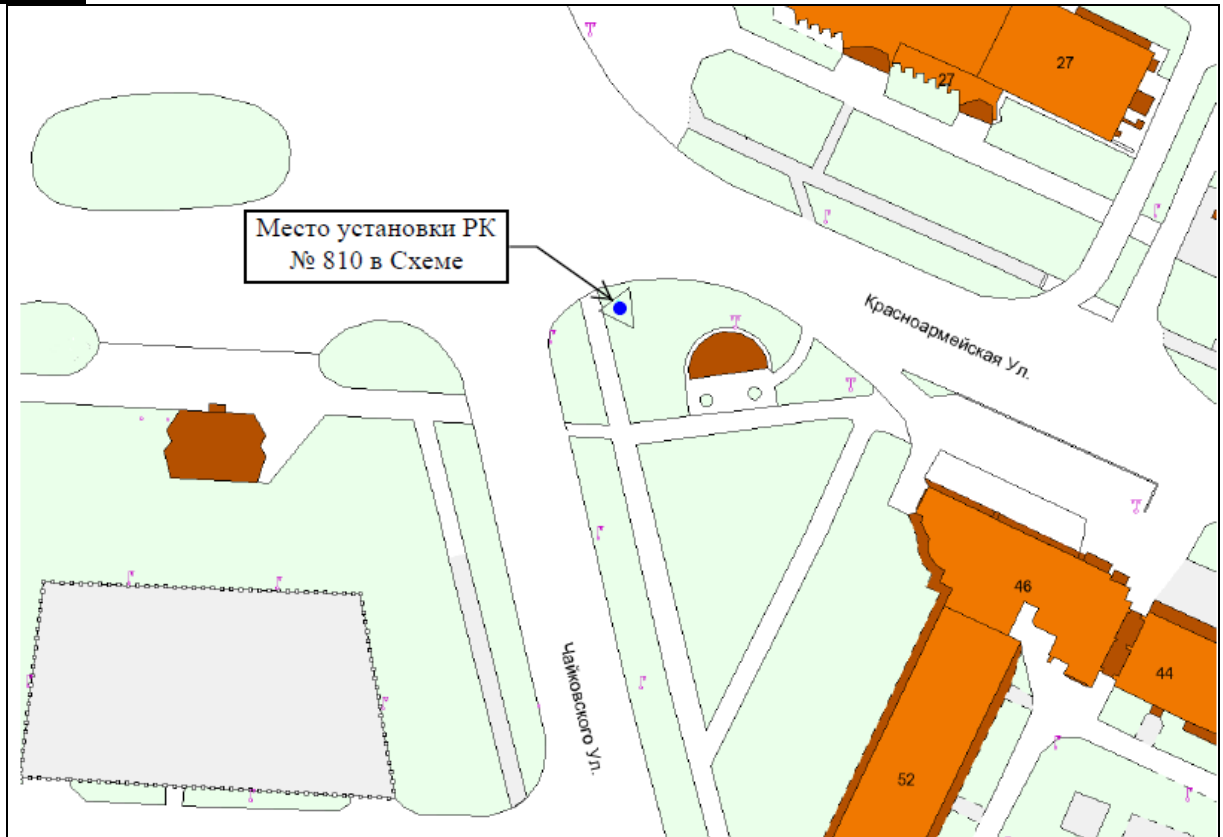 27
27
Место установки РК
№ 810 в Схеме
Красноармейская Ул.
46
44
Чайковского Ул.
52